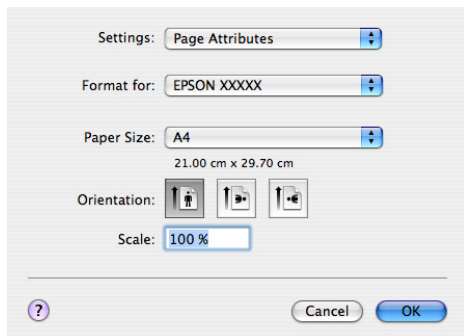 Settings: Page Attributes
Format for: EPSON XXXXX
Paper Size: A4
21.00 cm x 29.70 cm
Orientation:
Scale: 100 %
?
Cancel OK